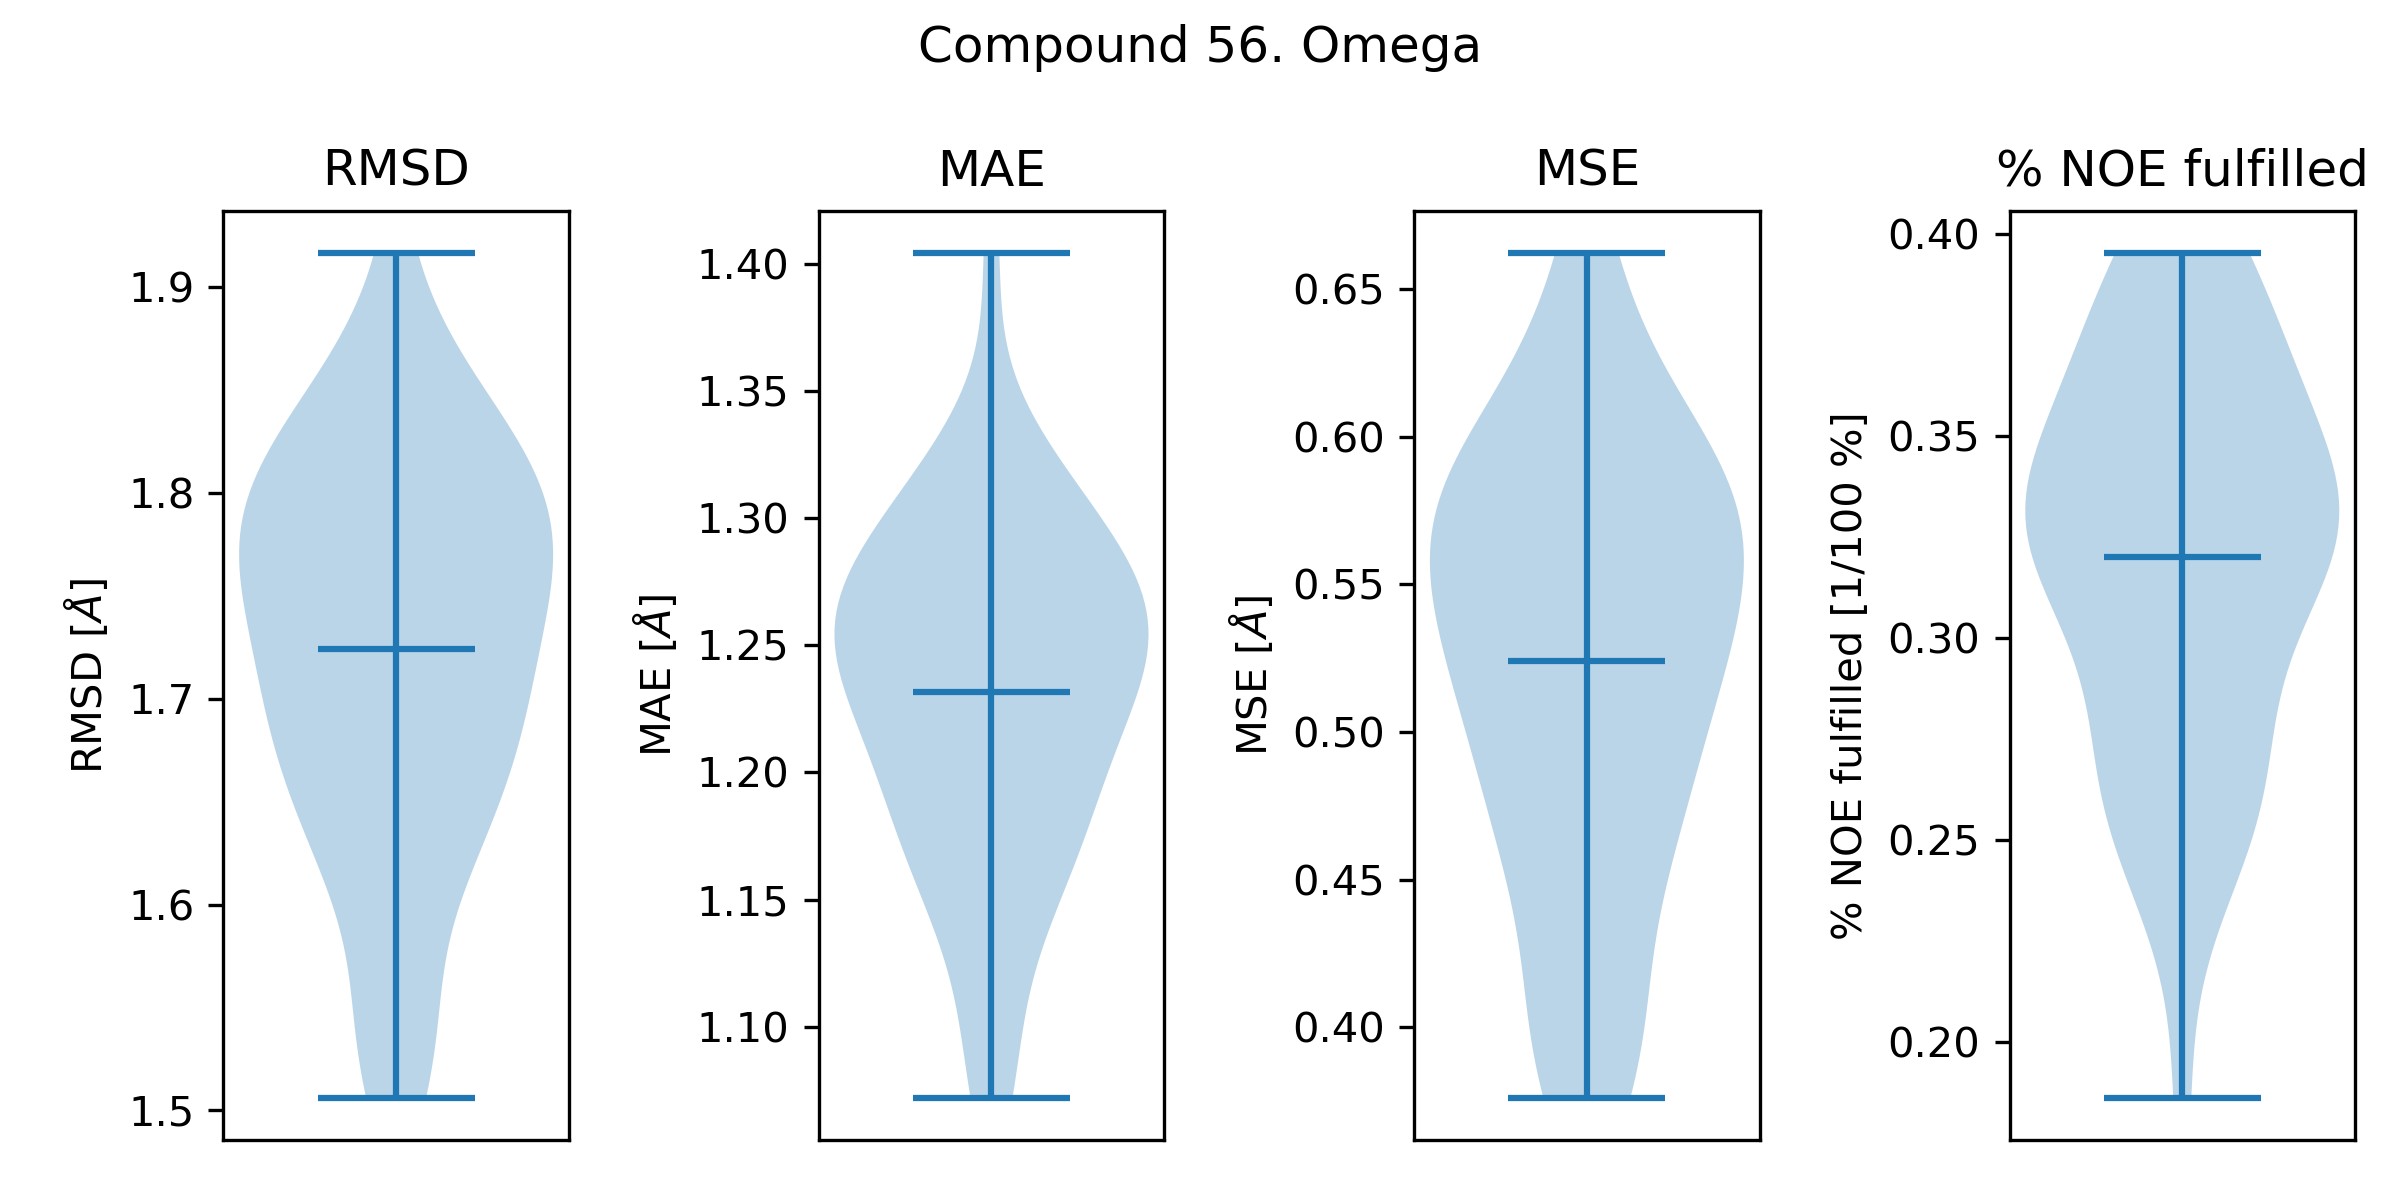 Compound 56. Omega
RMSD
RMSD [Å]
1.9
1.8
1.7
1.6
1.5
MAE
MAE [Å]
1.40
1.35
1.30
1.25
1.20
1.15
1.10
MSE
MSE [Å]
0.65
0.60
0.55
0.50
0.45
0.40
% NOE fulfilled
% NOE fulfilled [1/100 %]
0.40
0.35
0.30
0.25
0.20